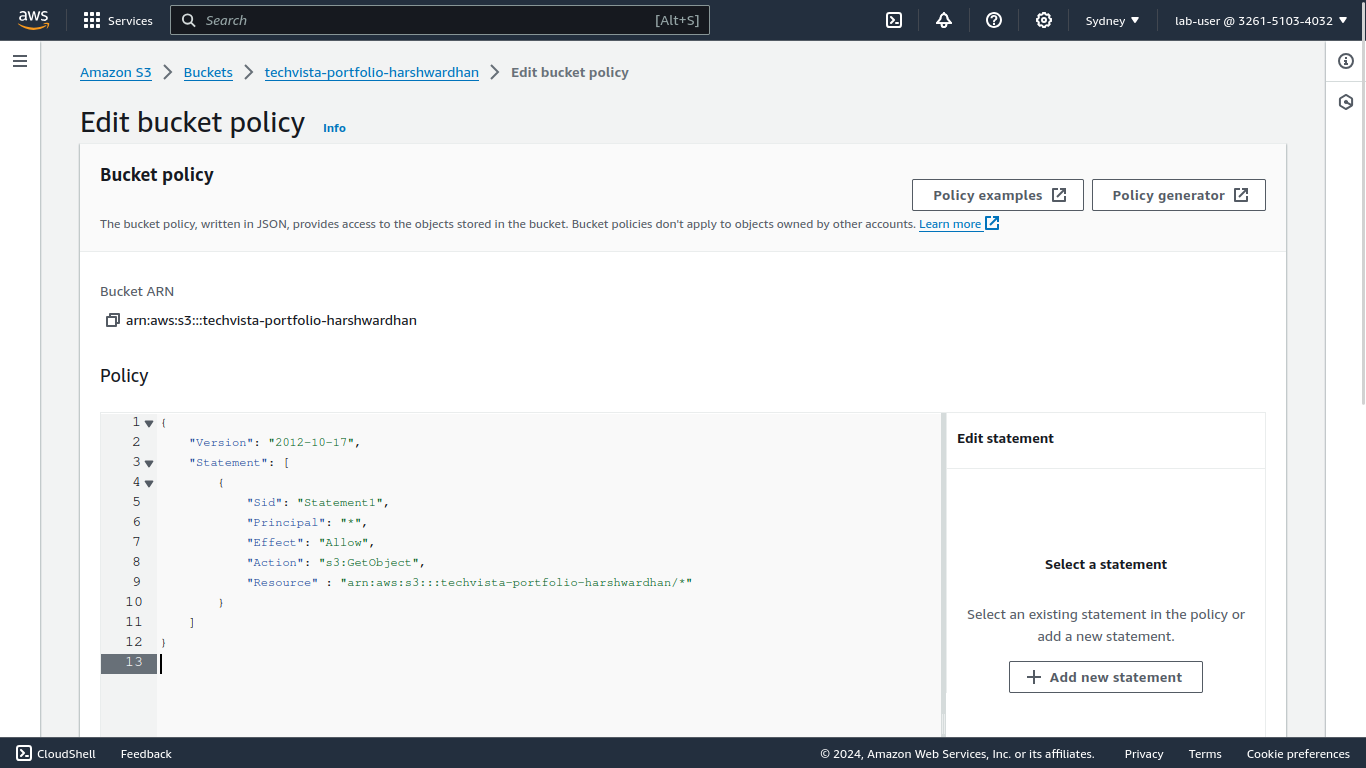 aws Services Search [Alt+S] Sydney lab-user @ 3261-5103-4032
Amazon S3 Buckets techvista-portfolio-harshwardhan Edit bucket policy
Edit bucket policy Info
Bucket policy
Policy examples Policy generator
The bucket policy, written in JSON, provides access to the objects stored in the bucket. Bucket policies don't apply to objects owned by other accounts. Learn more
Bucket ARN
arn:aws:s3:::techvista-portfolio-harshwardhan
Policy
1 {
2 "Version": "2012-10-17",
3 "Statement": [
4 {
5 "Sid": "Statement1",
6 "Principal": "*",
7 "Effect": "Allow",
8 "Action": "s3:GetObject",
9 "Resource" : "arn:aws:s3:::techvista-portfolio-harshwardhan/*"
10 }
11 ]
12 }
13
Edit statement
Select a statement
Select an existing statement in the policy or
add a new statement.
Add new statement
CloudShell Feedback © 2024, Amazon Web Services, Inc. or its affiliates. Privacy Terms Cookie preferences